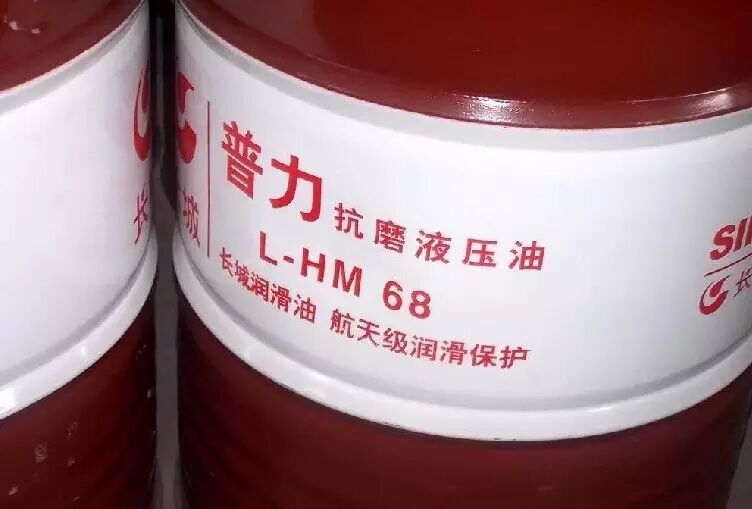 普力 抗磨液压油
L-HM 68
长城润滑油 航天级润滑保护